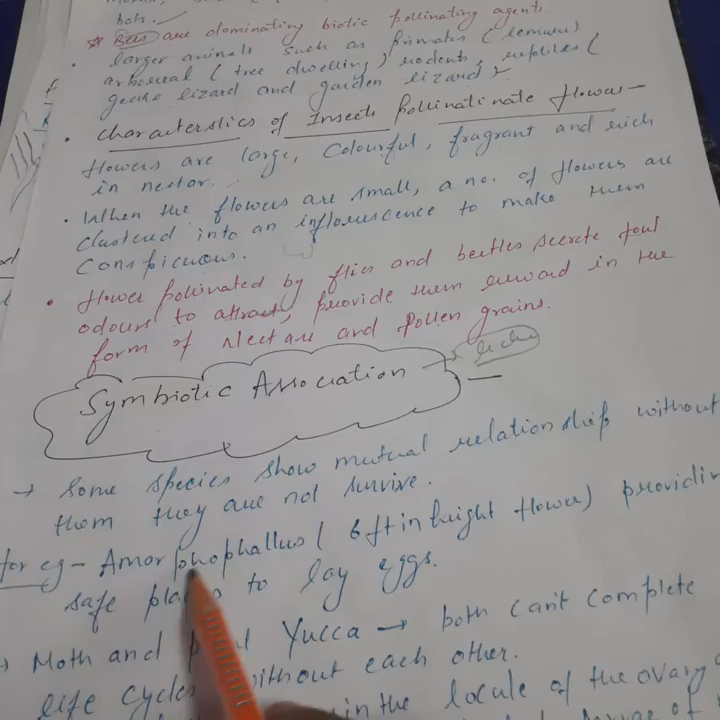 bats.
* Bees are dominating biotic pollinating agents
• larger animals such as primates (lemurs)
arboreal (tree dwelling) rodents, reptiles (
gecko lizard and garden lizard).
• Characterstics of Insects Pollinatinate flower –
flowers are large, Colourful, fragrant and rich
in nectar.
• When the flowers are small, a no. of flowers are
clustered into an inflorescence to make them
Conspicuous.
• flower pollinated by flies and beetles secrete foul
odours to attract, provide them reward in the
form of Nectare and Pollen grains.
Symbiotic Association →
→ Some species show mutual relationship without
them they are not survive.
for eg – Amorphophallus (6 ft in height flower) providin
safe to lay eggs.
→ Moth and Yucca → both can't complete
life cycle without each other.
in the locule of the ovary
of